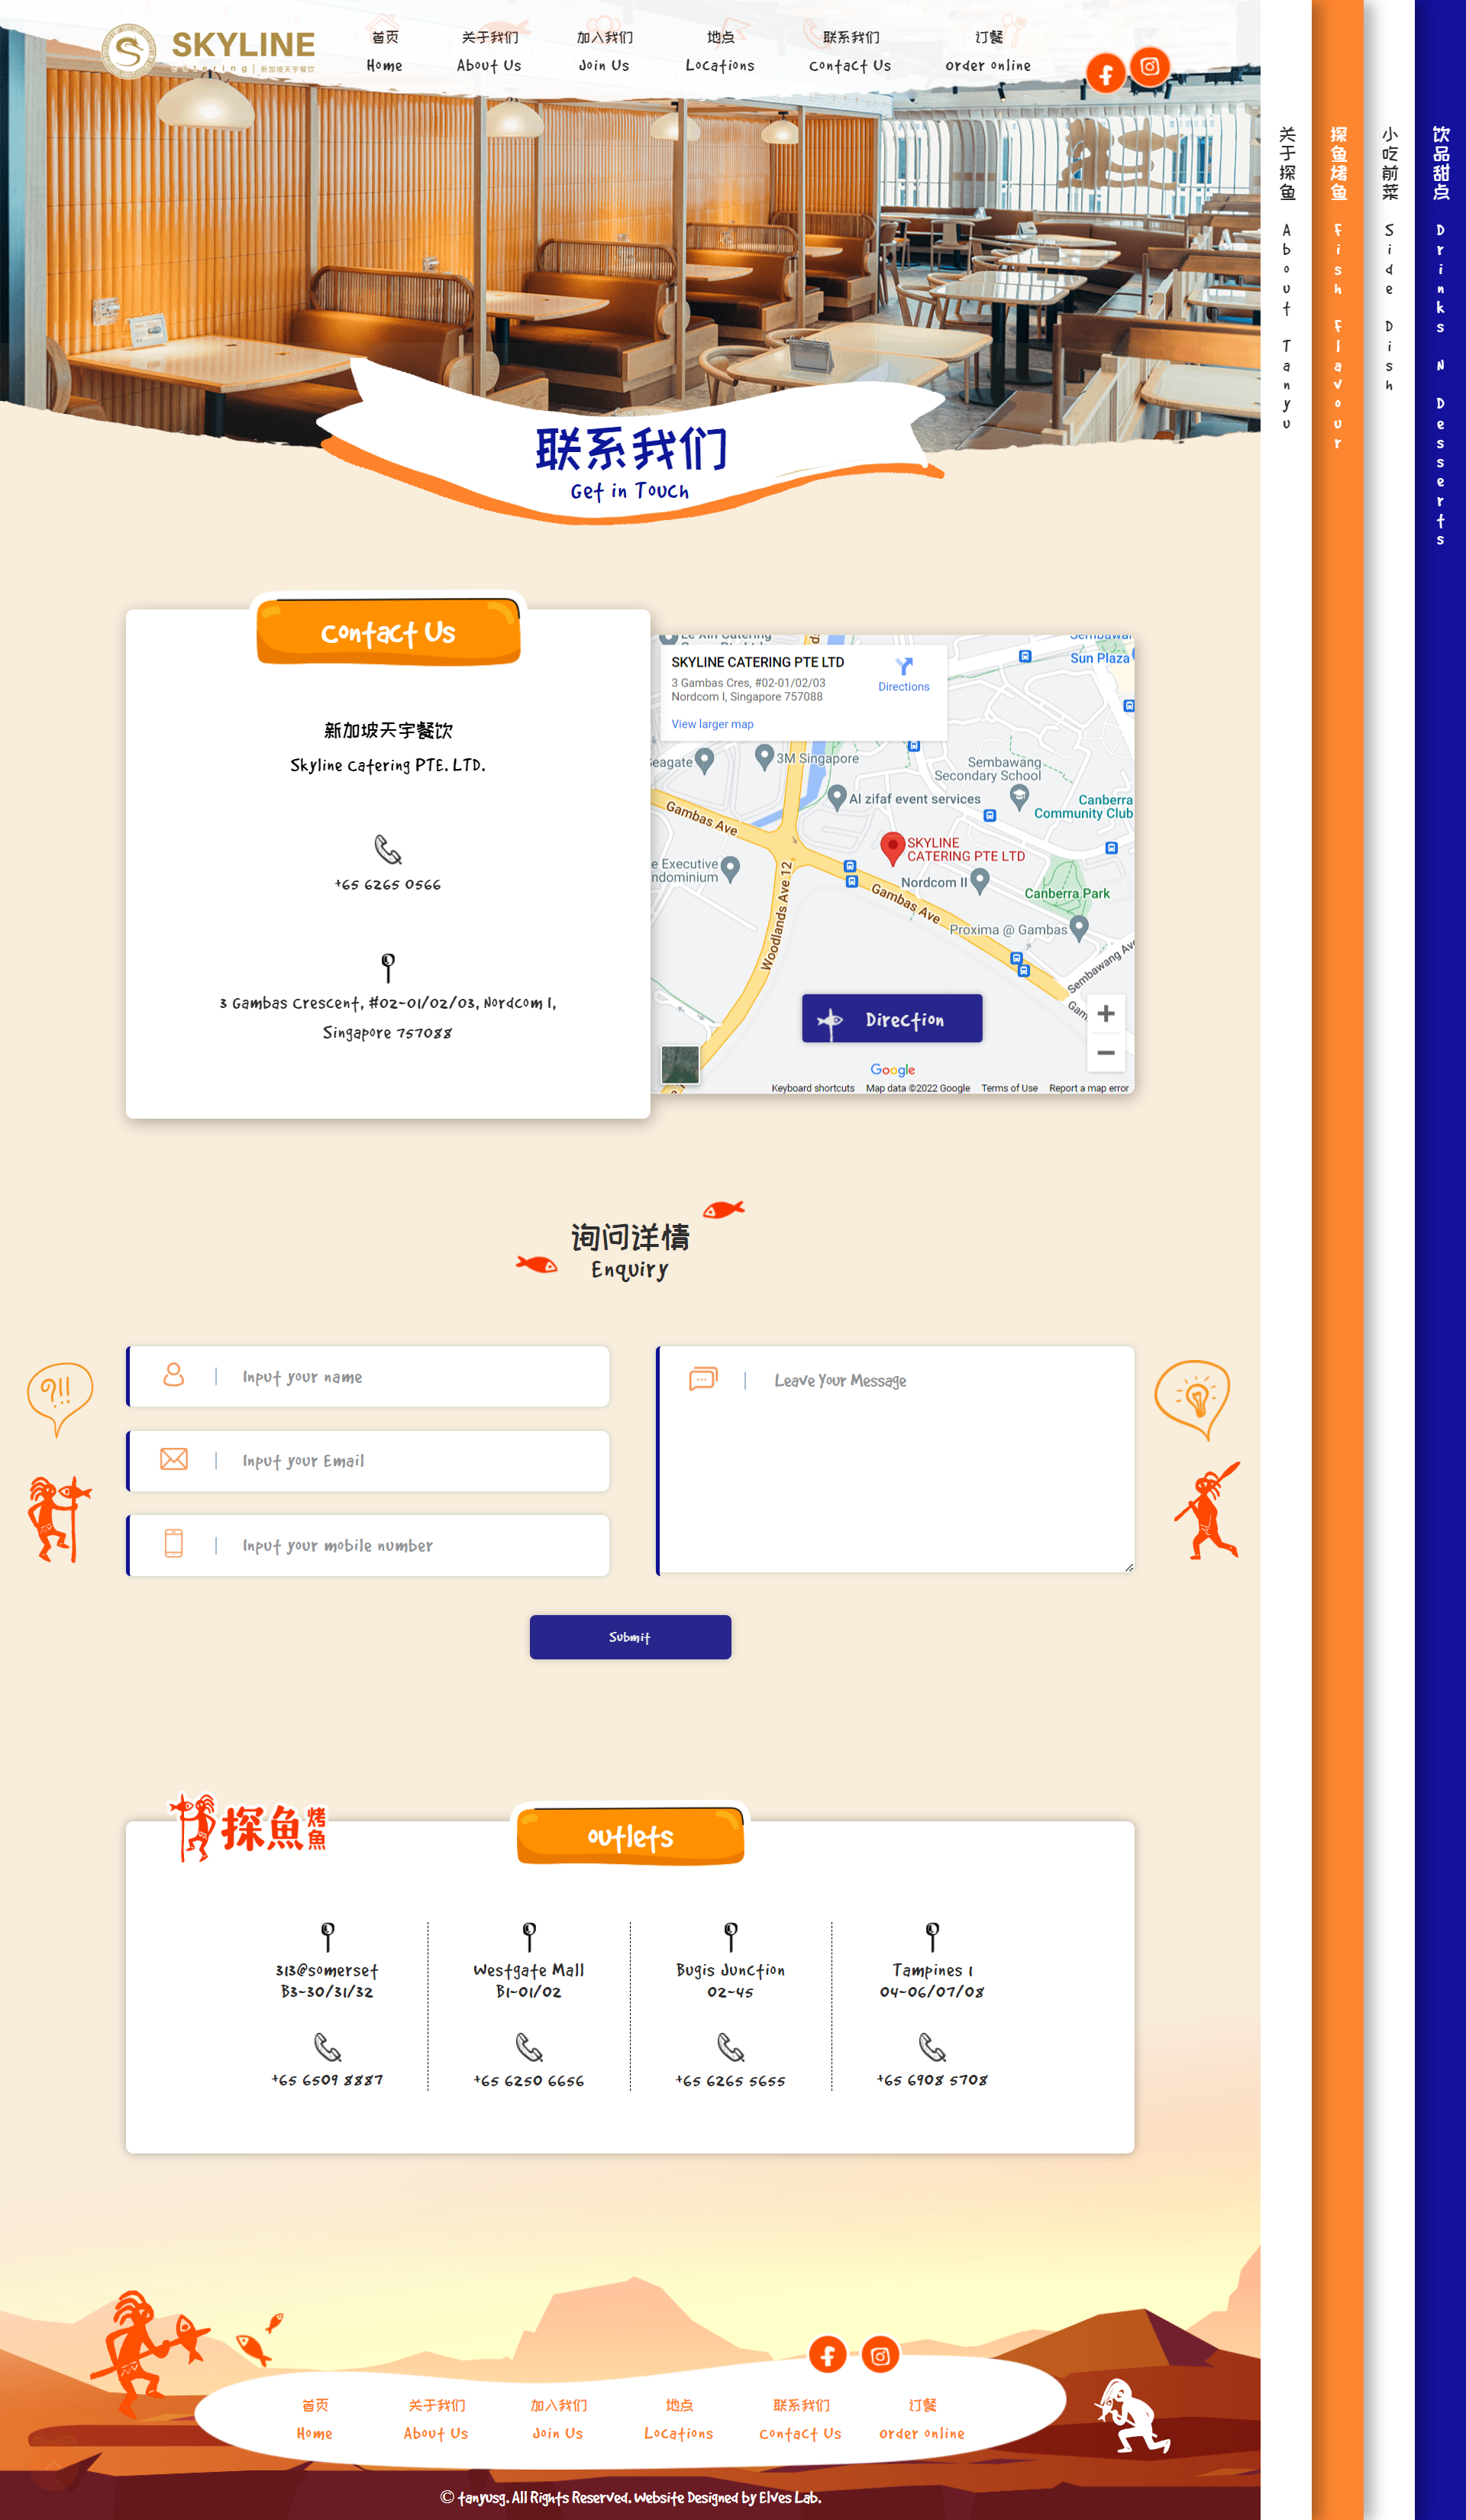 SKYLINE
catering | 新加坡天宇餐饮
首页
Home
关于我们
About Us
加入我们
Join Us
地点
Locations
联系我们
Contact Us
订餐
Order online
关于探鱼 About Tanyu
探鱼烤鱼 Fish Flavour
小吃前菜 Side Dish
饮品甜点 Drinks N Desserts
联系我们
Get in Touch
Contact Us
新加坡天宇餐饮
Skyline Catering PTE. LTD.
+65 6265 0566
3 Gambas Crescent, #02-01/02/03, Nordcom 1,
Singapore 757088
Le Xin Catering
Sembawang
Sun Plaza
SKYLINE CATERING PTE LTD
3 Gambas Cres, #02-01/02/03
Nordcom I, Singapore 757088
View larger map
Directions
Seagate
3M Singapore
Sembawang
Secondary School
Al zifaf event services
Canberra
Community Club
Gambas Ave
SKYLINE
CATERING PTE LTD
e Executive
ndominium
Nordcom II
Gambas Ave
Canberra Park
Woodlands Ave 12
Proxima @ Gambas
Sembawang Ave
Direction
Google
Keyboard shortcuts
Map data ©2022 Google
Terms of Use
Report a map error
询问详情
Enquiry
?!!
Input your name
Input your Email
Input your mobile number
Leave Your Message
Submit
探魚烤魚
Outlets
313@somerset
B3-30/31/32
+65 6509 8887
Westgate Mall
B1-01/02
+65 6250 6656
Bugis Junction
02-45
+65 6265 5655
Tampines 1
04-06/07/08
+65 6908 5708
首页
Home
关于我们
About Us
加入我们
Join Us
地点
Locations
联系我们
Contact Us
订餐
Order online
© tanyusg. All Rights Reserved. Website Designed by Elves Lab.